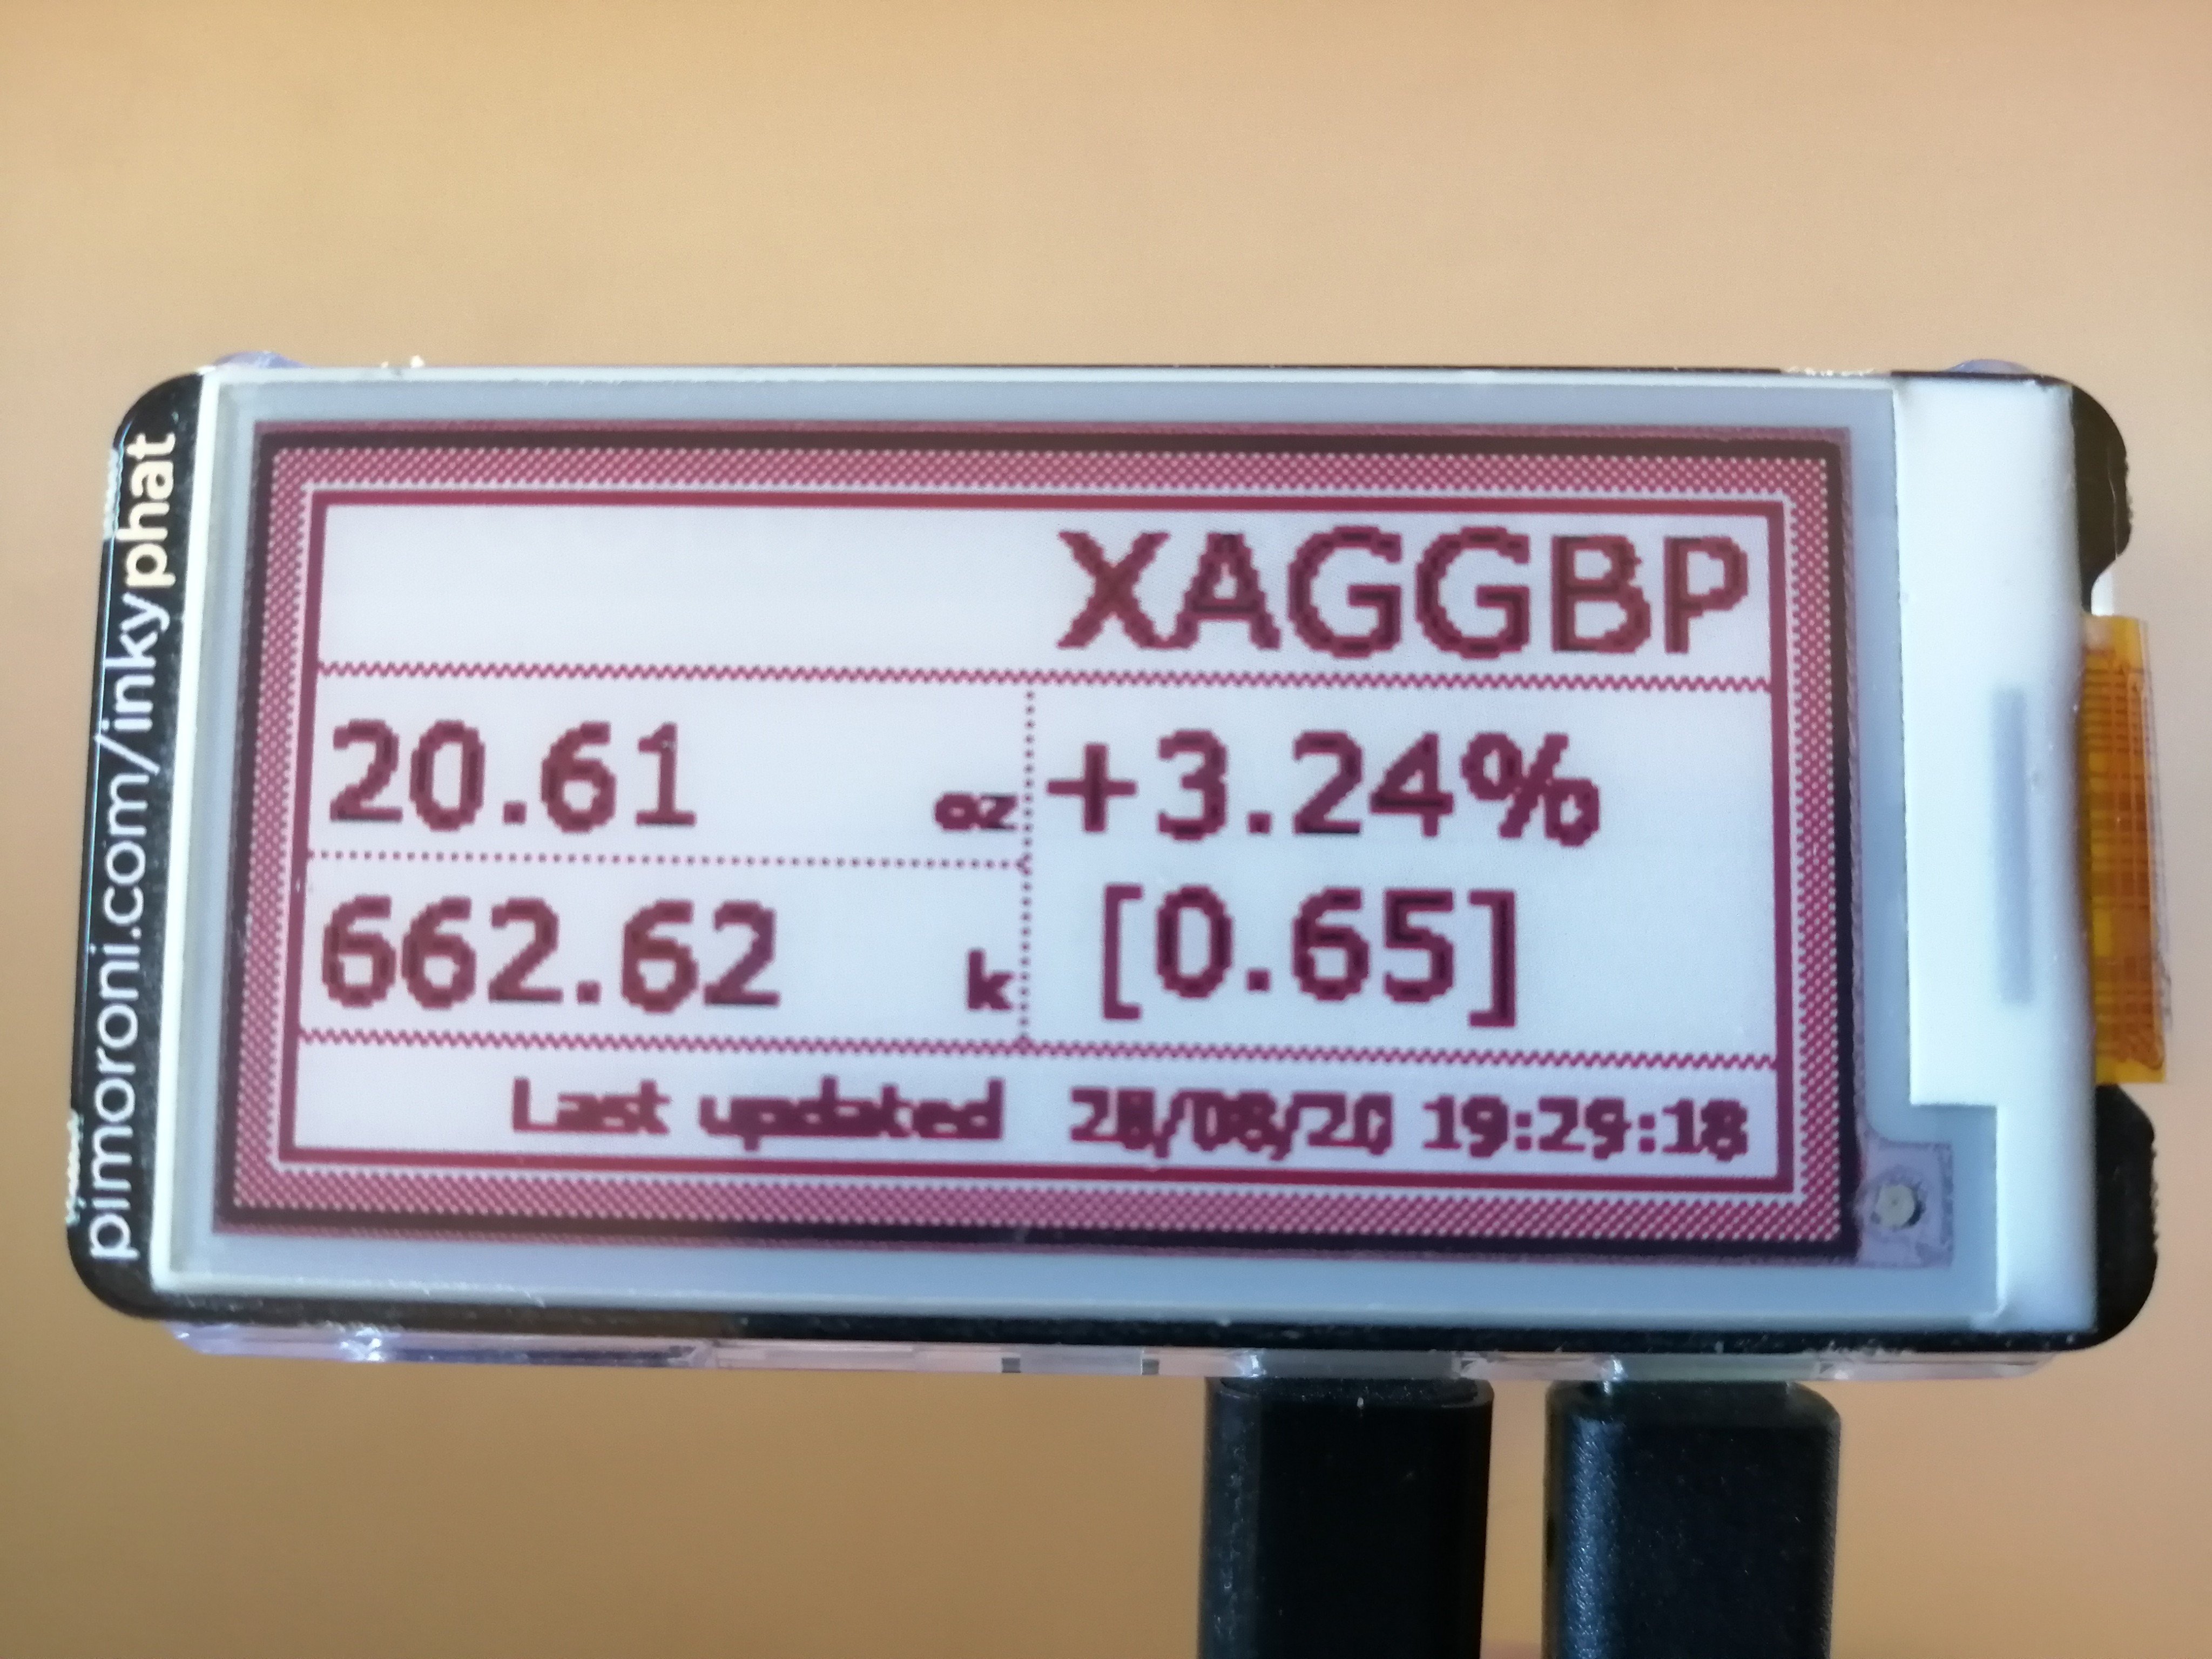 pimoroni.com/inkyphat
XAGGBP
20.61 oz +3.24%
662.62 k [0.65]
Last updated 28/08/20 19:29:18